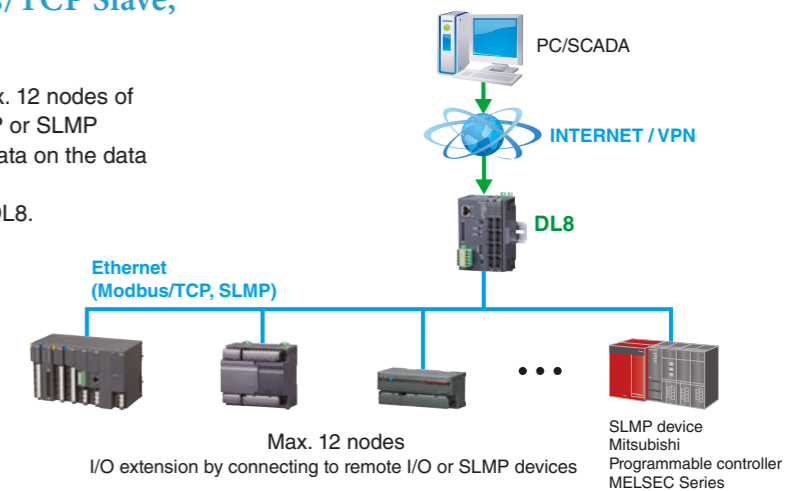 /TCP Slave,
x. 12 nodes of
P or SLMP
ata on the data
DL8.
PC/SCADA
INTERNET / VPN
DL8
Ethernet
(Modbus/TCP, SLMP)
Max. 12 nodes
I/O extension by connecting to remote I/O or SLMP devices
SLMP device
Mitsubishi
Programmable controller
MELSEC Series